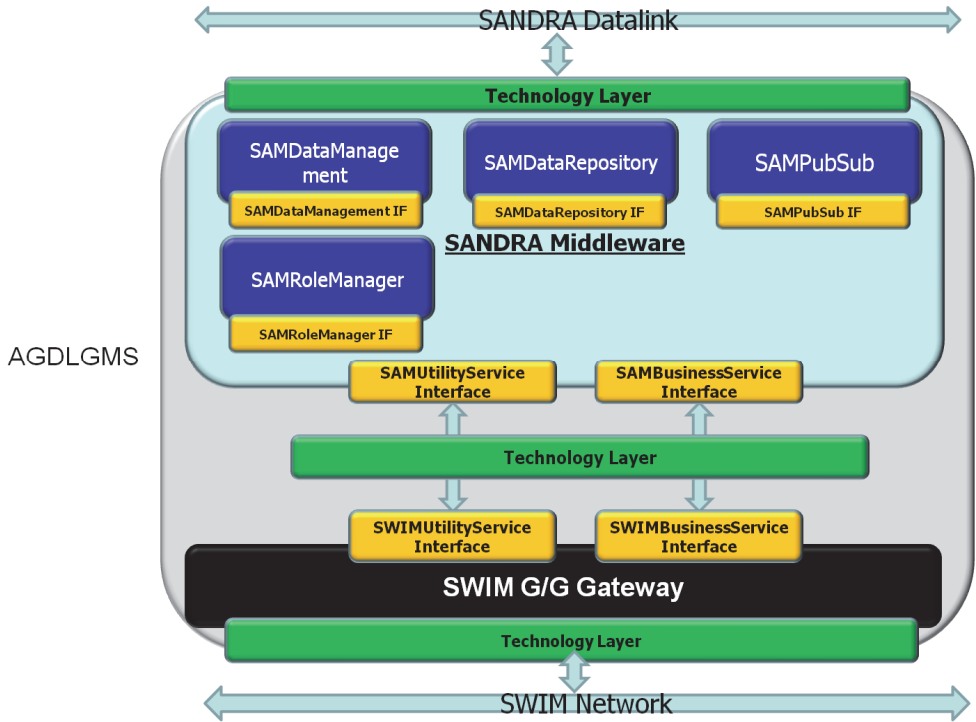 SANDRA Datalink
Technology Layer
SAMDataManage
ment
SAMDataManagement IF
SAMDataRepository
SAMDataRepository IF
SAMPubSub
SAMPubSub IF
SANDRA Middleware
SAMRoleManager
SAMRoleManager IF
AGDLGMS
SAMUtilityService
Interface
SAMBusinessService
Interface
Technology Layer
SWIMUtilityService
Interface
SWIMBusinessService
Interface
SWIM G/G Gateway
Technology Layer
SWIM Network